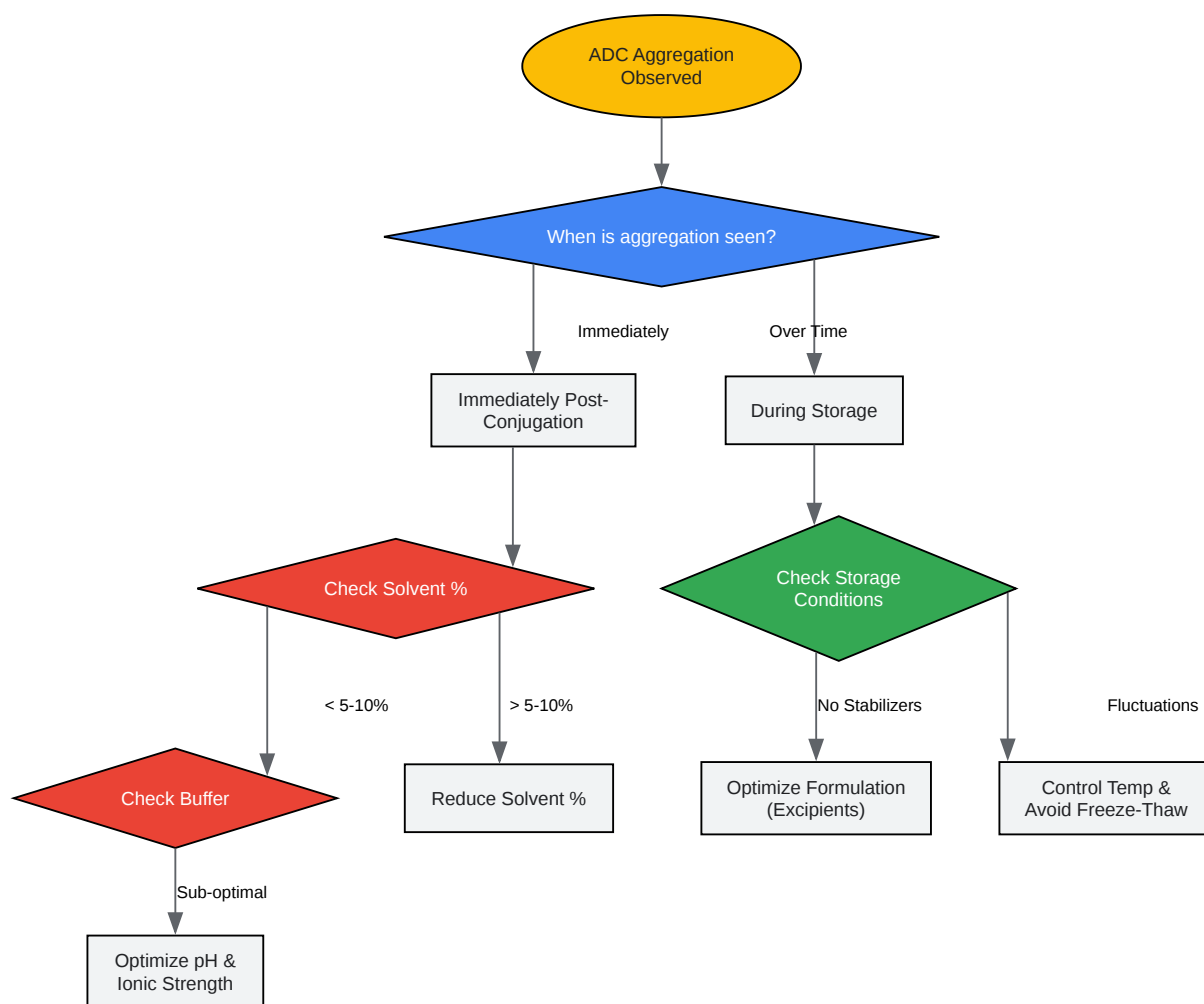 ADC Aggregation
Observed
When is aggregation seen?
Immediately
Over Time
Immediately Post-
Conjugation
During Storage
Check Solvent %
Check Storage
Conditions
< 5-10%
> 5-10%
No Stabilizers
Fluctuations
Check Buffer
Reduce Solvent %
Optimize Formulation
(Excipients)
Control Temp &
Avoid Freeze-Thaw
Sub-optimal
Optimize pH &
Ionic Strength